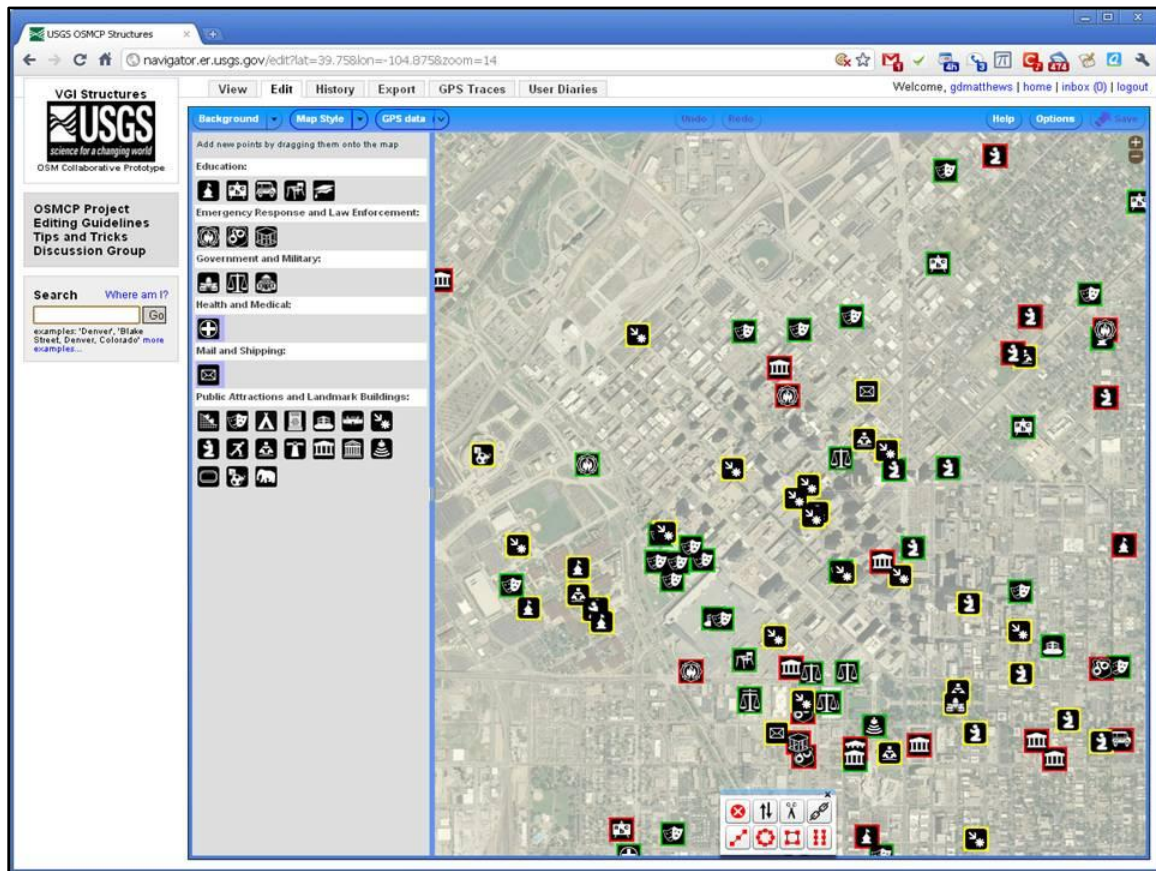 USGS OSMCP Structures
navigator.er.usgs.gov/edit?lat=39.75&lon=-104.875&zoom=14
VGI Structures
USGS
science for a changing world
OSM Collaborative Prototype
View Edit History Export GPS Traces User Diaries
Welcome, gdmatthews | home | inbox (0) | logout
Background Map Style GPS data Undo Redo Help Options Save
OSMCP Project
Editing Guidelines
Tips and Tricks
Discussion Group
Search Where am I?
Go
examples: 'Denver', 'Blake
Street, Denver, Colorado' more
examples...
Add new points by dragging them onto the map
Education:
Emergency Response and Law Enforcement:
Government and Military:
Health and Medical:
Mail and Shipping:
Public Attractions and Landmark Buildings: